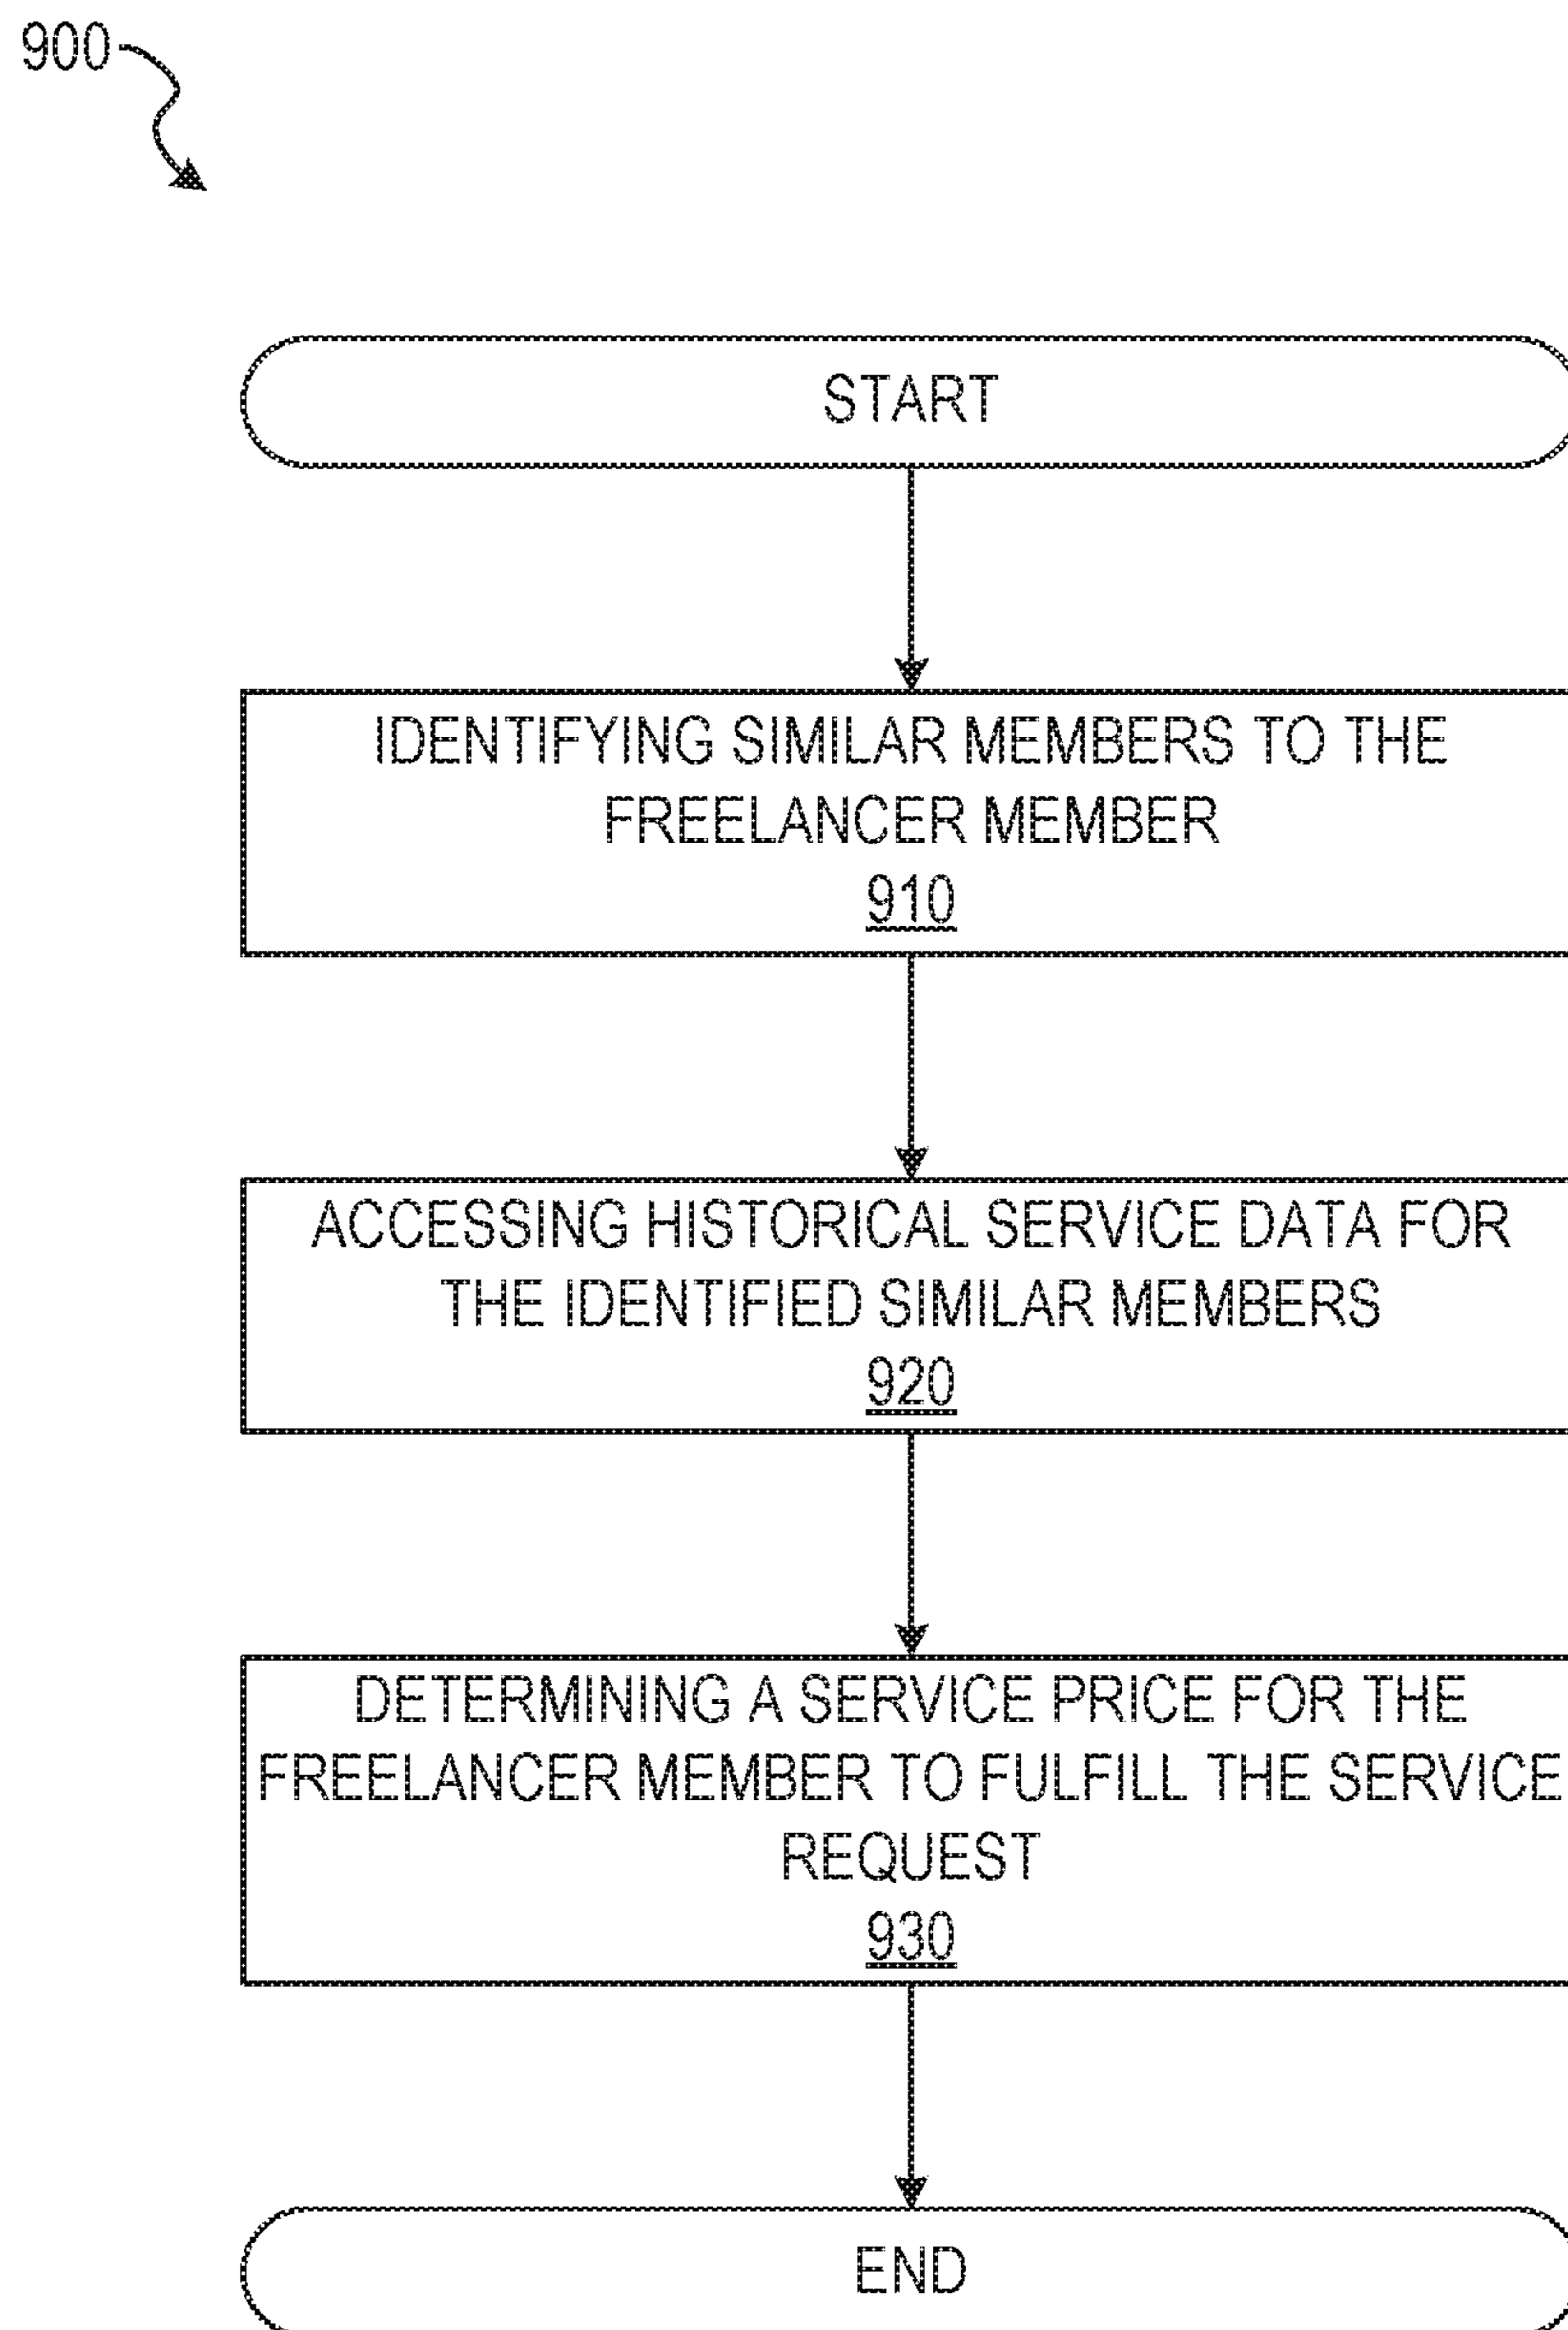 900
START
IDENTIFYING SIMILAR MEMBERS TO THE
FREELANCER MEMBER
910
ACCESSING HISTORICAL SERVICE DATA FOR
THE IDENTIFIED SIMILAR MEMBERS
920
DETERMINING A SERVICE PRICE FOR THE
FREELANCER MEMBER TO FULFILL THE SERVICE
REQUEST
930
END